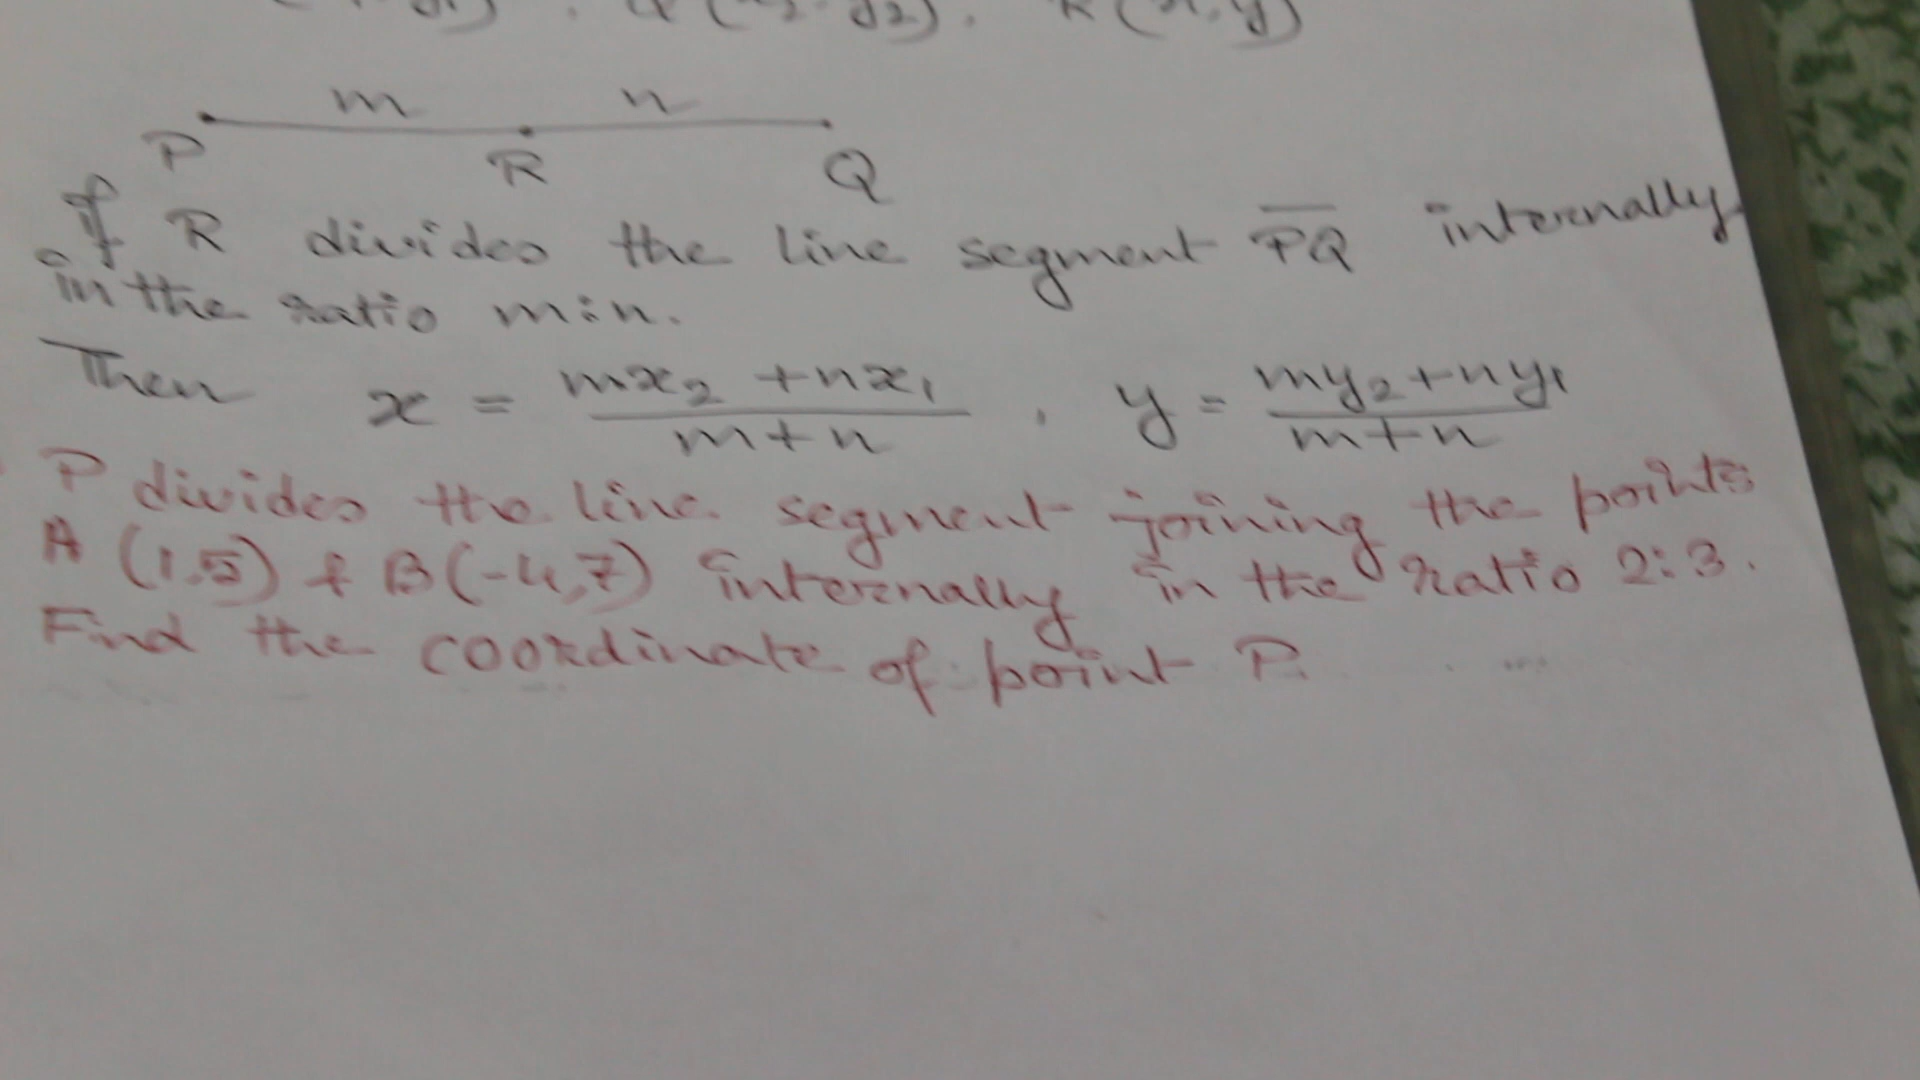 Q ( y2). R (x, y)
m n
P R Q
If R divides the line segment PQ internally
in the ratio m:n.
Then x = mx2 + nx1 / m + n , y = my2 + ny1 / m + n
P divides the line segment joining the points
A (1,5) & B (-4,7) internally in the ratio 2:3.
Find the coordinate of point P.